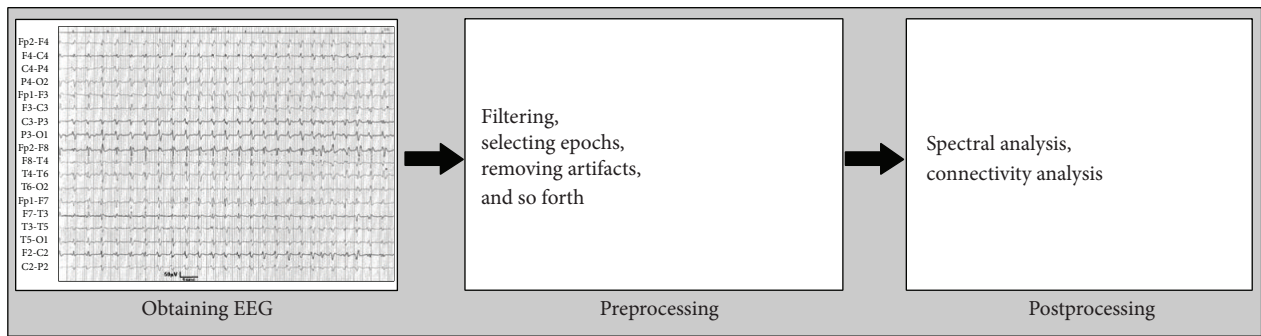 Fp2-F4
F4-C4
C4-P4
P4-O2
Fp1-F3
F3-C3
C3-P3
P3-O1
Fp2-F8
F8-T4
T4-T6
T6-O2
Fp1-F7
F7-T3
T3-T5
T5-O1
F2-C2
C2-P2
50μV
Obtaining EEG
Filtering,
selecting epochs,
removing artifacts,
and so forth
Preprocessing
Spectral analysis,
connectivity analysis
Postprocessing